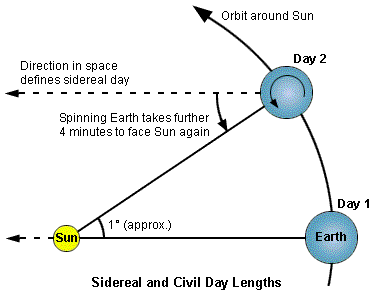 Orbit around Sun
Day 2
Direction in space
defines sidereal day
Spinning Earth takes further
4 minutes to face Sun again
Day 1
1° (approx.)
Sun
Earth
Sidereal and Civil Day Lengths